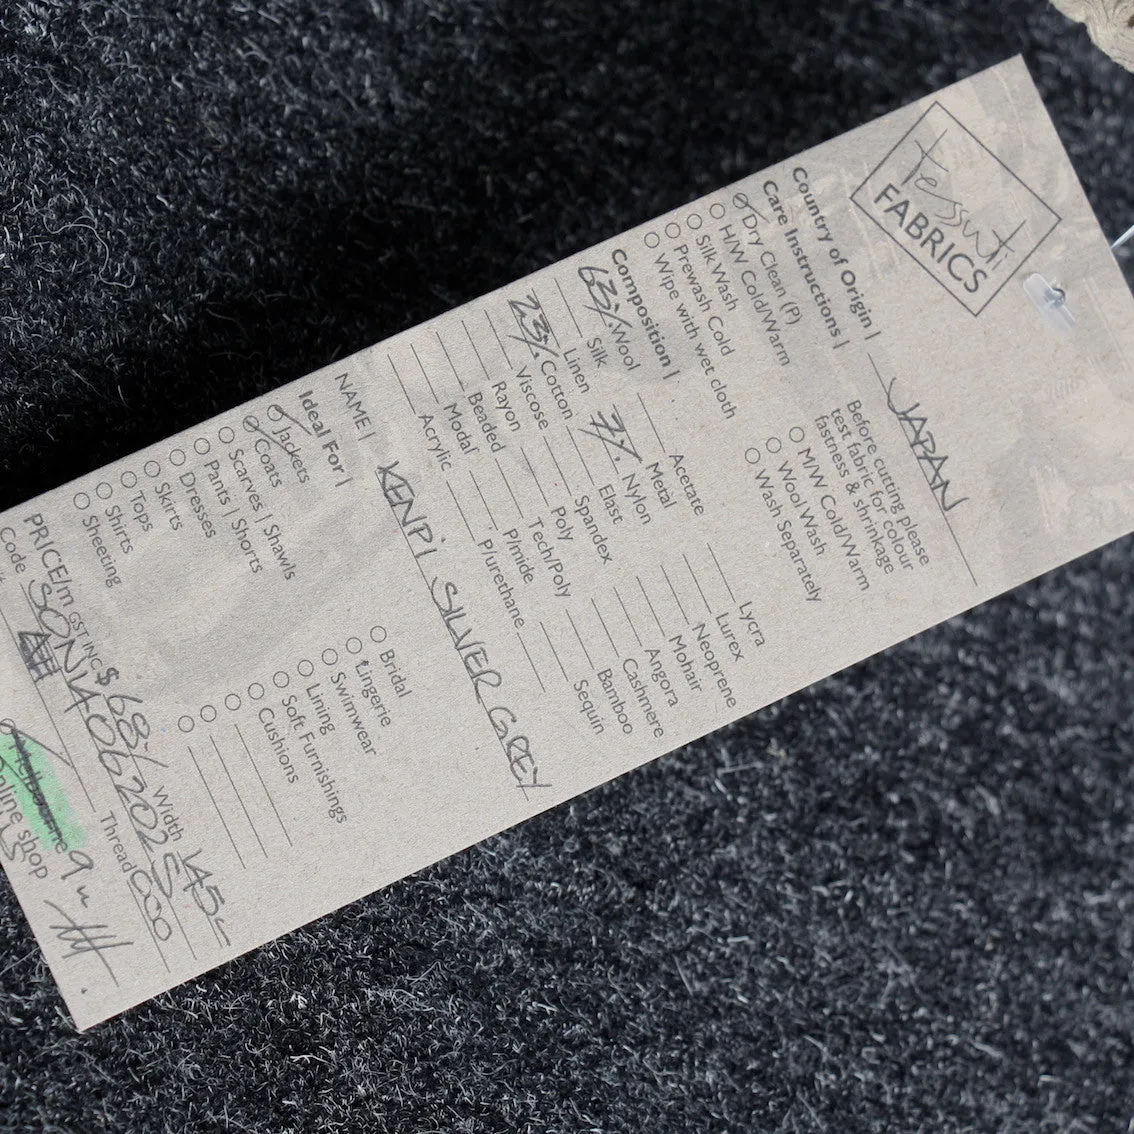 tessuti
FABRICS
Country of Origin | JAPAN
Care Instructions |
Dry Clean (P)
H/W Cold/Warm
Silk Wash
Prewash Cold
Wipe with wet cloth
Before cutting please
test fabric for colour
fastness & shrinkage
M/W Cold/Warm
Wool Wash
Wash Separately
Composition |
63% Wool
Silk
Linen
23% Cotton
Viscose
Rayon
Beaded
Modal
Acrylic
Acetate
Metal
7% Nylon
Elast
Spandex
Poly
Tech/Poly
P/mide
P/urethane
Lycra
Lurex
Neoprene
Mohair
Angora
Cashmere
Bamboo
Sequin
NAME | KENPI SILVER GREY
Ideal For |
Jackets
Coats
Scarves | Shawls
Pants | Shorts
Dresses
Skirts
Tops
Shirts
Sheeting
Bridal
Lingerie
Swimwear
Lining
Soft Furnishings
Cushions
PRICE/m GST INC $ 68- Width 145cm
Code Thread
Melbourne 9m
Online shop